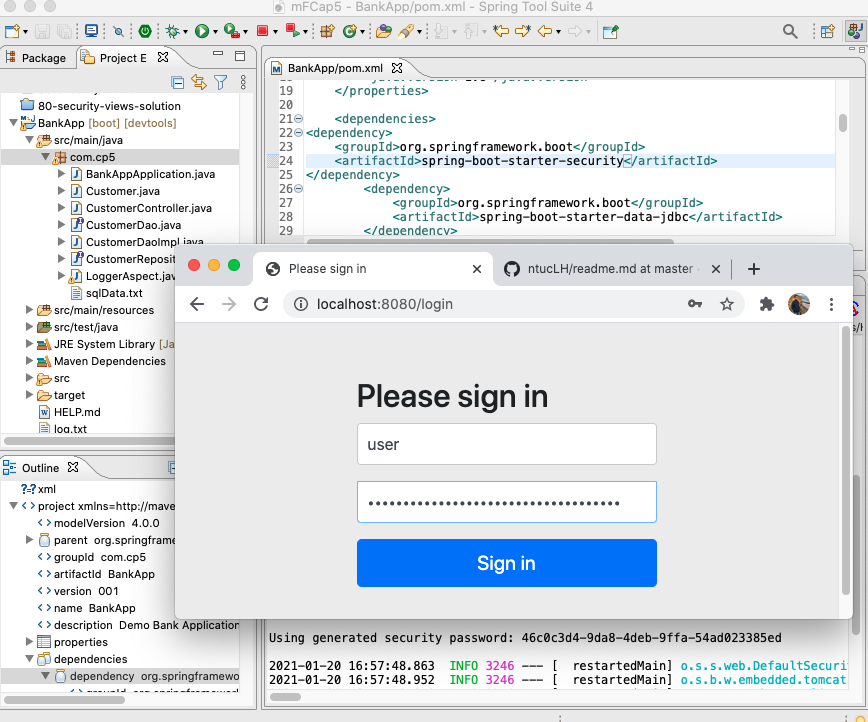 mFCap5 - BankApp/pom.xml - Spring Tool Suite 4
Package
Project E
80-security-views-solution
BankApp [boot] [devtools]
src/main/java
com.cp5
BankAppApplication.java
Customer.java
CustomerController.java
CustomerDao.java
CustomerDaoImpl.java
CustomerReposit
LoggerAspect.jav
sqlData.txt
src/main/resources
src/test/java
JRE System Library [Ja
Maven Dependencies
src
target
HELP.md
log.txt
BankApp/pom.xml
19 </properties>
20
21 <dependencies>
22 <dependency>
23 <groupId>org.springframework.boot</groupId>
24 <artifactId>spring-boot-starter-security</artifactId>
25 </dependency>
26 <dependency>
27 <groupId>org.springframework.boot</groupId>
28 <artifactId>spring-boot-starter-data-jdbc</artifactId>
29 </dependency>
Please sign in
ntucLH/readme.md at master
localhost:8080/login
Please sign in
user
Sign in
Outline
xml
project xmlns=http://mave
modelVersion 4.0.0
parent org.springframe
groupId com.cp5
artifactId BankApp
version 001
name BankApp
description Demo Bank Application
properties
dependencies
dependency org.springframewo
groupId org.springframework
Using generated security password: 46c0c3d4-9da8-4deb-9ffa-54ad023385ed
2021-01-20 16:57:48.863 INFO 3246 --- [ restartedMain] o.s.s.web.DefaultSecuri
2021-01-20 16:57:48.952 INFO 3246 --- [ restartedMain] o.s.b.w.embedded.tomcat